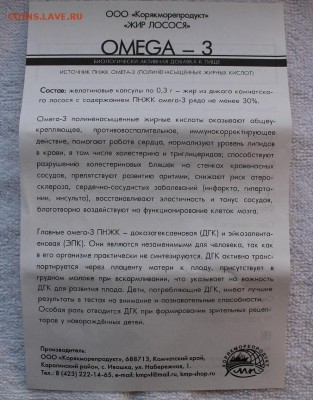 COINS.LAVE.RU
ООО «Корякморепродукт»
«ЖИР ЛОСОСЯ»
OMEGA – 3
БИОЛОГИЧЕСКИ АКТИВНАЯ ДОБАВКА К ПИЩЕ
ИСТОЧНИК ПНЖК ОМЕГА-3 (ПОЛИНЕНАСЫЩЕННЫХ ЖИРНЫХ КИСЛОТ)
Состав: желатиновые капсулы по 0,3 г – жир из дикого камчатского лосося с содержанием ПНЖК омега-3 ряда не менее 30%.
Омега-3 полиненасыщенные жирные кислоты оказывают общеукрепляющее, противовоспалительное, иммунокорректирующее
действие, помогают работе сердца, нормализуют уровень липидов
в крови, в том числе холестерина и триглицеридов; способствуют
разрушению холестериновых бляшек на стенках кровеносных
сосудов, препятствуют развитию аритмии, снижают риск атеросклероза, сердечно-сосудистых заболеваний (инфаркта, гипертонии, инсульта), восстанавливают эластичность и тонус сосудов,
благотворно воздействуют на функционирование клеток мозга.
Главными омега-3 ПНЖК – докозагексаеновая (ДГК) и эйкозапентаеновая (ЭПК). Они являются незаменимыми для человека, так как
в его организме практически не синтезируются. ДГК активно транспортируется через плаценту матери к плоду, присутствует в
грудном молоке при вскармливании, что указывает на важность
ДГК для развития плода. Дети, потребляющие ДГК, имеют лучшие
результаты в тестах на внимание и познавательные способности.
Особая роль отводится ДГК при формировании зрительных рецепторов у новорождённых детей.
Производитель:
ООО «Корякморепродукт», 688713, Камчатский край,
Карагинский район, с. Ивашка, ул. Набережная, 1.
Тел.: 8 (423) 222-14-65, e-mail: kmp@mail.ru, kmp-shop.ru
КОРЯКМОРЕПРОДУКТ